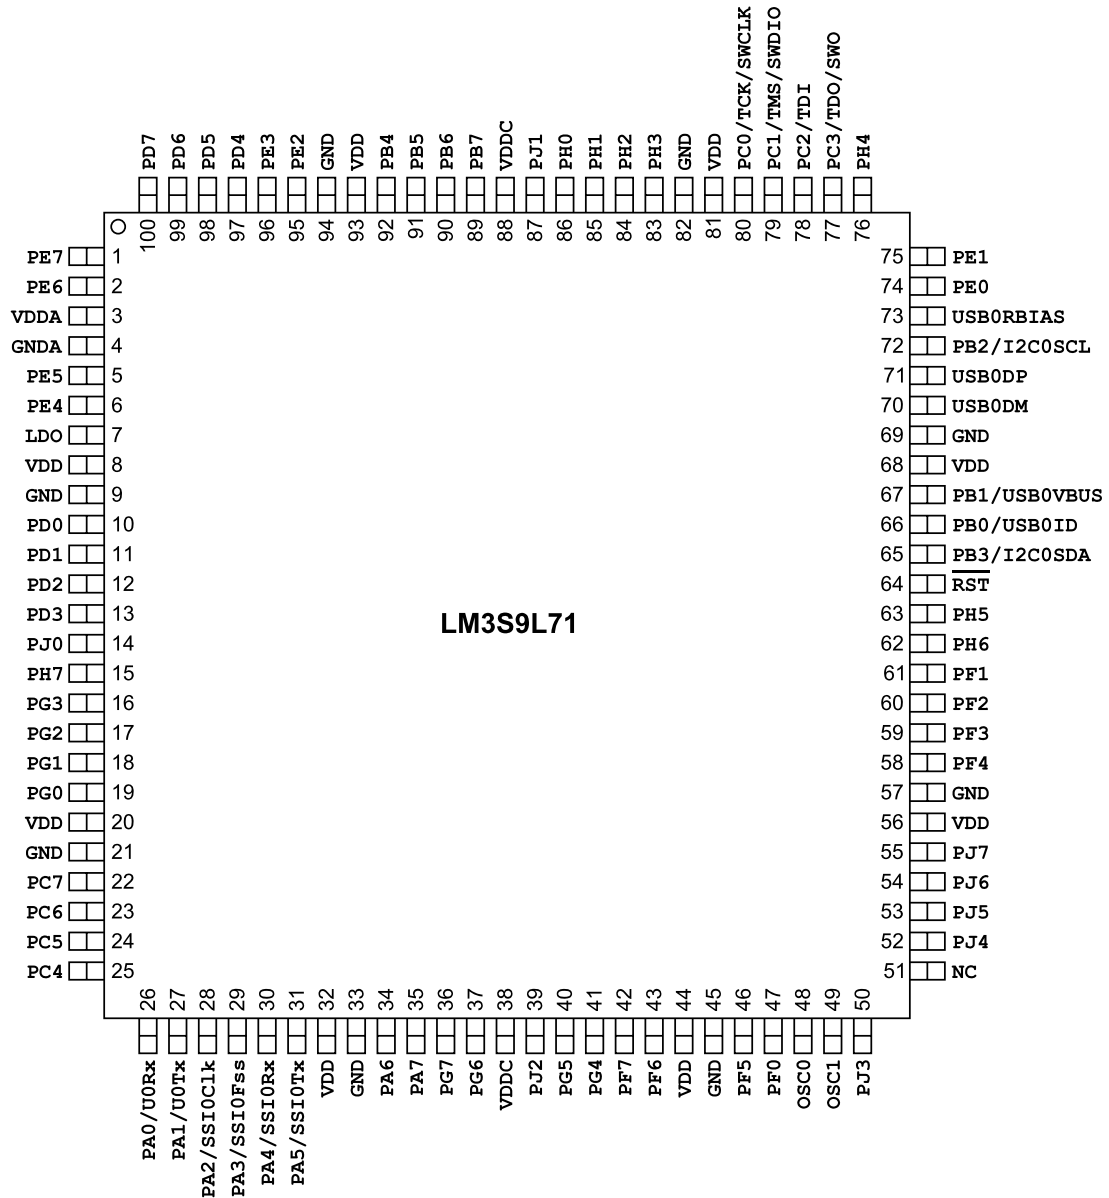 PC0/TCK/SWCLK
PC1/TMS/SWDIO
PC2/TDI
PC3/TDO/SWO
PD7
PD6
PD5
PD4
PE3
PE2
GND
VDD
PB4
PB5
PB6
PB7
VDDC
PJ1
PH0
PH1
PH2
PH3
GND
VDD
PH4
100
99
98
97
96
95
94
93
92
91
90
89
88
87
86
85
84
83
82
81
80
79
78
77
76
PE7 1
PE6 2
VDDA 3
GNDA 4
PE5 5
PE4 6
LDO 7
VDD 8
GND 9
PD0 10
PD1 11
PD2 12
PD3 13
PJ0 14
PH7 15
PG3 16
PG2 17
PG1 18
PG0 19
VDD 20
GND 21
PC7 22
PC6 23
PC5 24
PC4 25
LM3S9L71
75 PE1
74 PE0
73 USB0RBIAS
72 PB2/I2C0SCL
71 USB0DP
70 USB0DM
69 GND
68 VDD
67 PB1/USB0VBUS
66 PB0/USB0ID
65 PB3/I2C0SDA
64 RST
63 PH5
62 PH6
61 PF1
60 PF2
59 PF3
58 PF4
57 GND
56 VDD
55 PJ7
54 PJ6
53 PJ5
52 PJ4
51 NC
26
27
28
29
30
31
32
33
34
35
36
37
38
39
40
41
42
43
44
45
46
47
48
49
50
PA0/U0Rx
PA1/U0Tx
PA2/SSI0Clk
PA3/SSI0Fss
PA4/SSI0Rx
PA5/SSI0Tx
VDD
GND
PA6
PA7
PG7
PG6
VDDC
PJ2
PG5
PG4
PF7
PF6
VDD
GND
PF5
PF0
OSC0
OSC1
PJ3